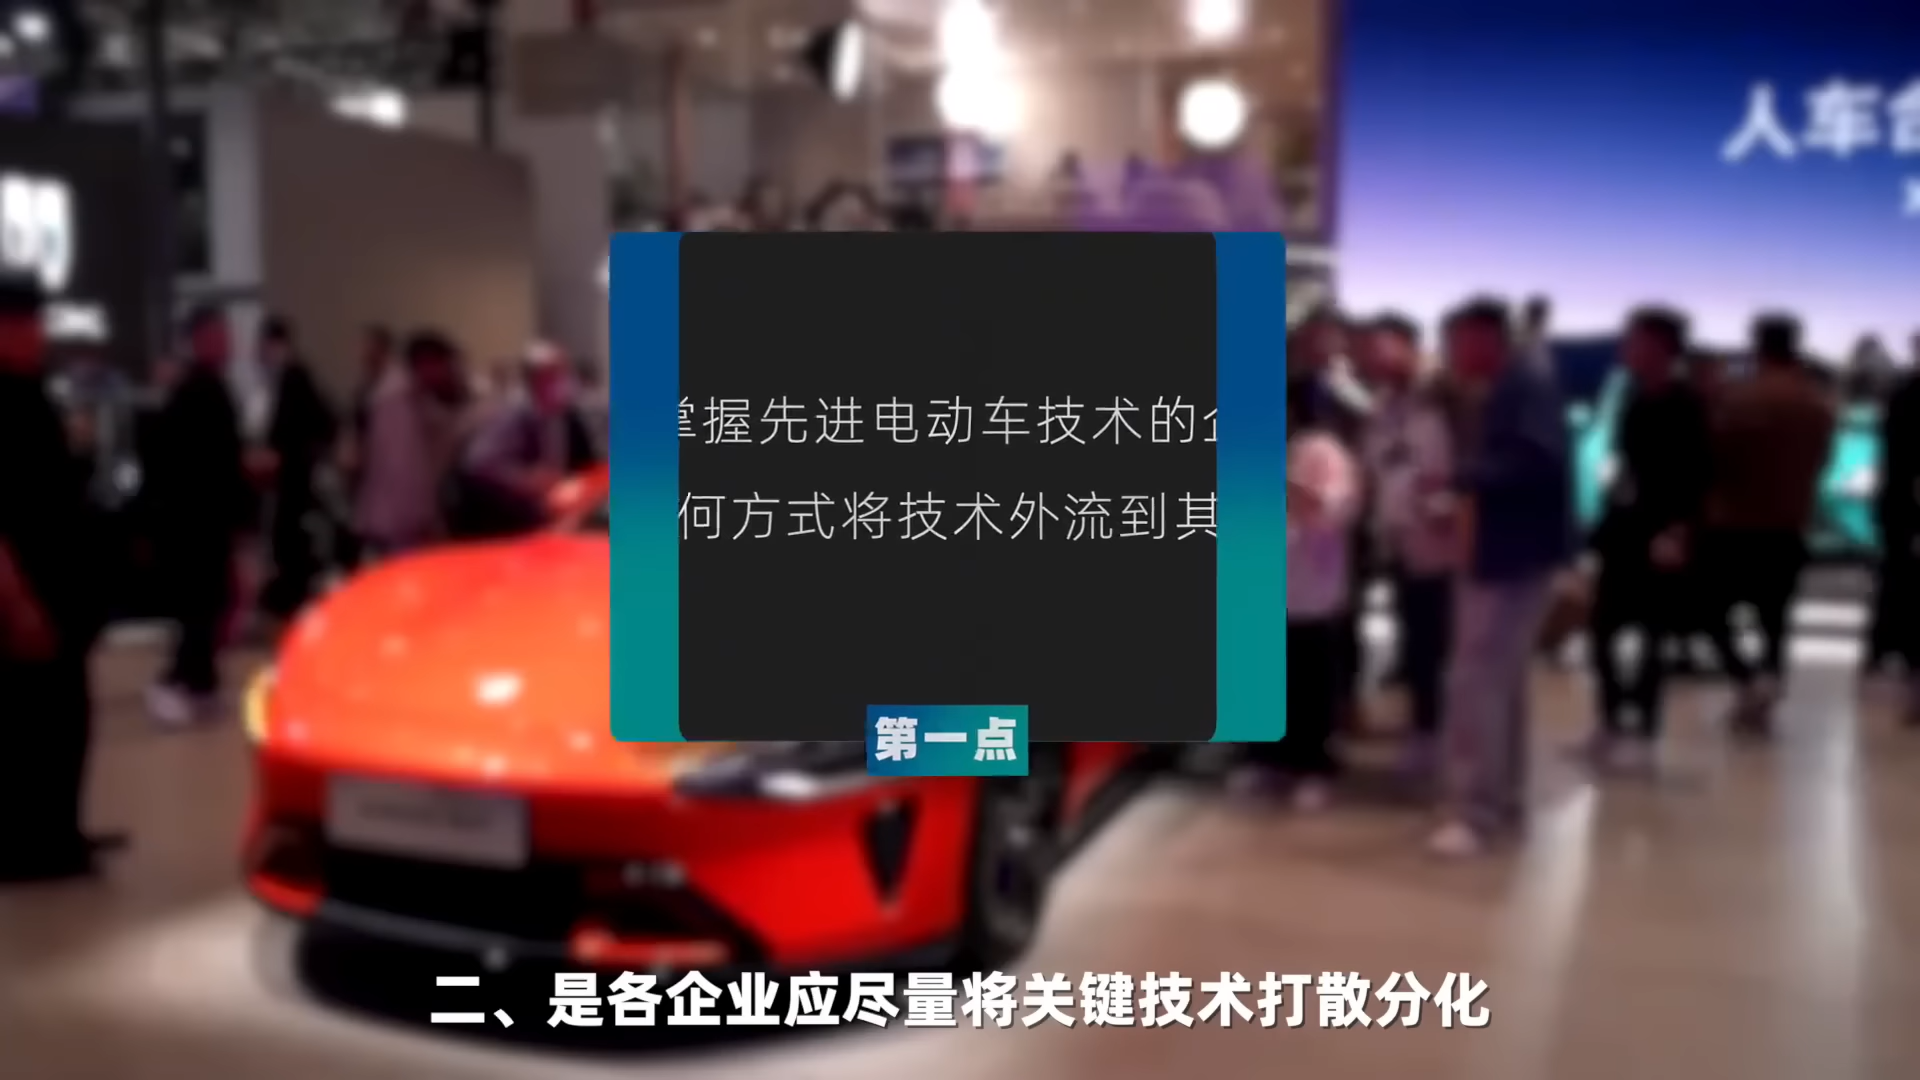 人车合
掌握先进电动车技术的企
何方式将技术外流到其
第一点
二、是各企业应尽量将关键技术打散分化